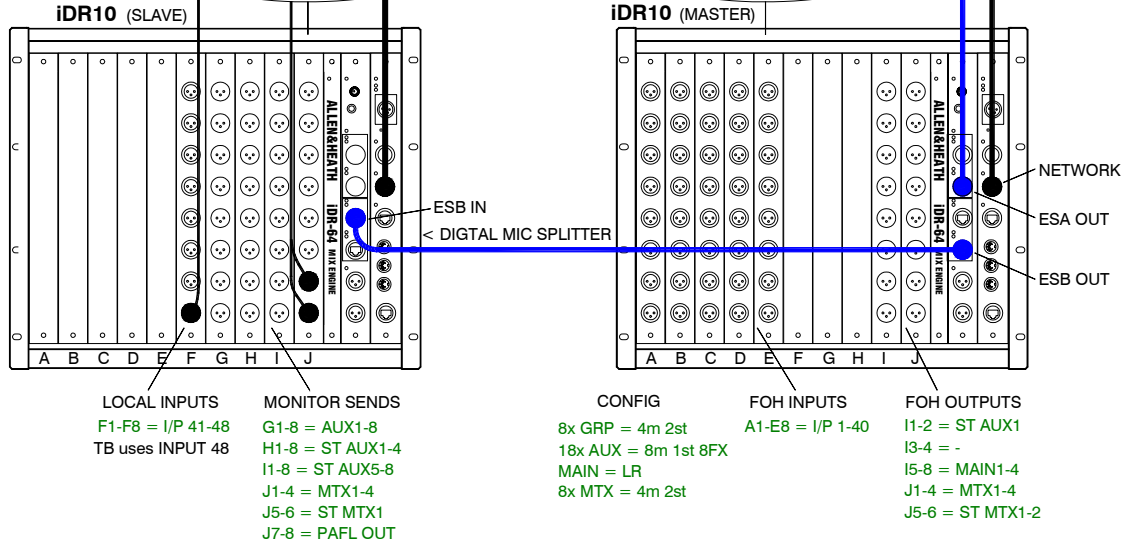 iDR10 (SLAVE)
iDR10 (MASTER)
ALLEN&HEATH
iDR-64 MIX ENGINE
ALLEN&HEATH
iDR-64 MIX ENGINE
ESB IN
< DIGTAL MIC SPLITTER
NETWORK
ESA OUT
ESB OUT
A B C D E F G H I J
A B C D E F G H I J
LOCAL INPUTS
F1-F8 = I/P 41-48
TB uses INPUT 48
MONITOR SENDS
G1-8 = AUX1-8
H1-8 = ST AUX1-4
I1-8 = ST AUX5-8
J1-4 = MTX1-4
J5-6 = ST MTX1
J7-8 = PAFL OUT
CONFIG
8x GRP = 4m 2st
18x AUX = 8m 1st 8FX
MAIN = LR
8x MTX = 4m 2st
FOH INPUTS
A1-E8 = I/P 1-40
FOH OUTPUTS
I1-2 = ST AUX1
I3-4 = -
I5-8 = MAIN1-4
J1-4 = MTX1-4
J5-6 = ST MTX1-2